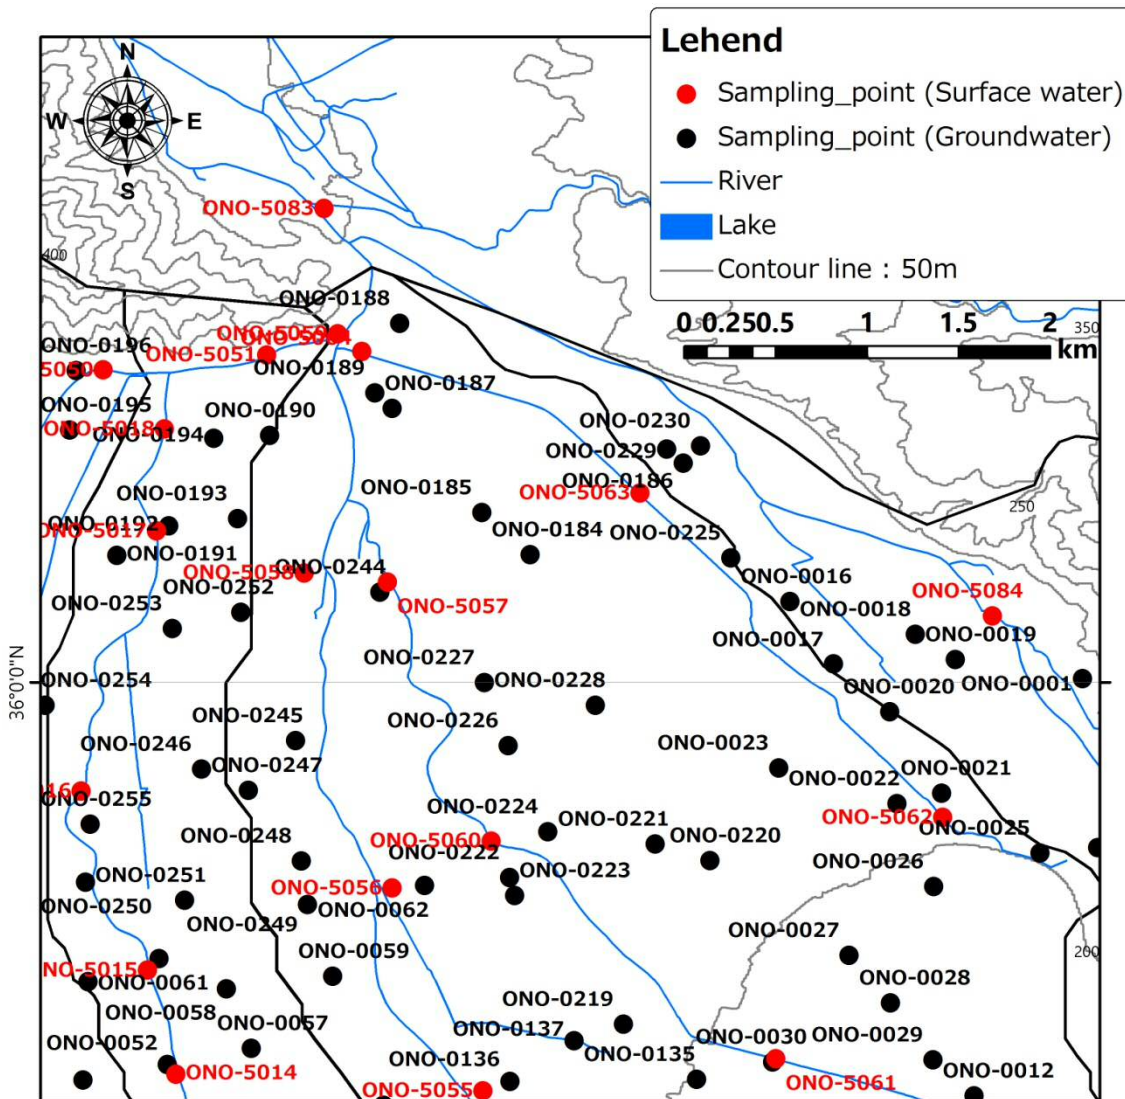 Lehend
Sampling_point (Surface water)
Sampling_point (Groundwater)
River
Lake
Contour line : 50m
N
W E
S
0 0.25 0.5 1 1.5 2
km
400
350
250
200
36°0'0"N
ONO-5083
ONO-0188
ONO-5059
ONO-0196
ONO-5051
ONO-0189
ONO-0187
ONO-0195
ONO-0190
ONO-5018
ONO-0194
ONO-0230
ONO-0229
ONO-0186
ONO-5063
ONO-0193
ONO-0185
ONO-0192
ONO-5017
ONO-0184
ONO-0225
ONO-0191
ONO-5058
ONO-0244
ONO-0016
ONO-0252
ONO-0253
ONO-5057
ONO-0018
ONO-5084
ONO-0017
ONO-0019
ONO-0227
ONO-0254
ONO-0228
ONO-0020
ONO-0001
ONO-0245
ONO-0226
ONO-0246
ONO-0247
ONO-0023
ONO-0022
ONO-0021
16
ONO-0255
ONO-0224
ONO-5062
ONO-0025
ONO-0248
ONO-5060
ONO-0221
ONO-0220
ONO-0222
ONO-0223
ONO-0026
ONO-0251
ONO-5056
ONO-0250
ONO-0062
ONO-0249
ONO-0027
ONO-0059
NO-5015
ONO-0061
ONO-0028
ONO-0058
ONO-0057
ONO-0219
ONO-0137
ONO-0030
ONO-0029
ONO-0052
ONO-0135
ONO-0136
ONO-5014
ONO-5055
ONO-5061
ONO-0012